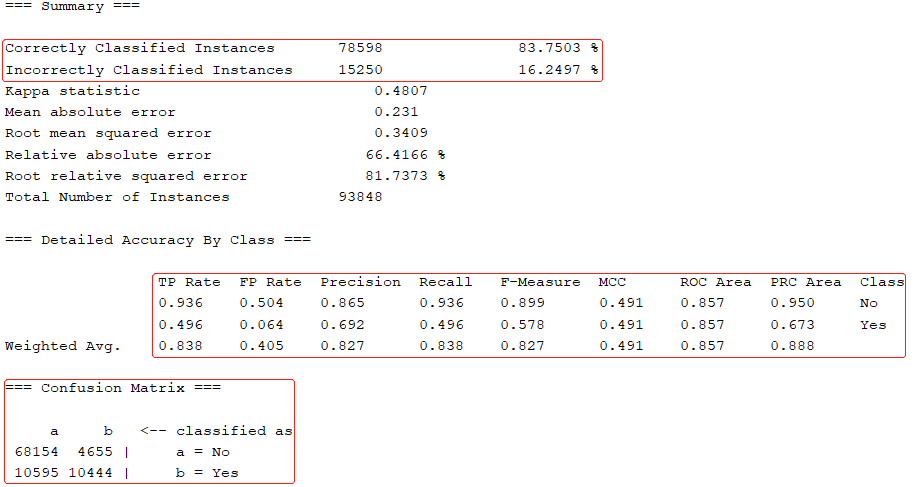 === Summary ===
Correctly Classified Instances 78598 83.7503 %
Incorrectly Classified Instances 15250 16.2497 %
Kappa statistic 0.4807
Mean absolute error 0.231
Root mean squared error 0.3409
Relative absolute error 66.4166 %
Root relative squared error 81.7373 %
Total Number of Instances 93848
=== Detailed Accuracy By Class ===
TP Rate FP Rate Precision Recall F-Measure MCC ROC Area PRC Area Class
0.936 0.504 0.865 0.936 0.899 0.491 0.857 0.950 No
0.496 0.064 0.692 0.496 0.578 0.491 0.857 0.673 Yes
Weighted Avg. 0.838 0.405 0.827 0.838 0.827 0.491 0.857 0.888
=== Confusion Matrix ===
a b <-- classified as
68154 4655 | a = No
10595 10444 | b = Yes